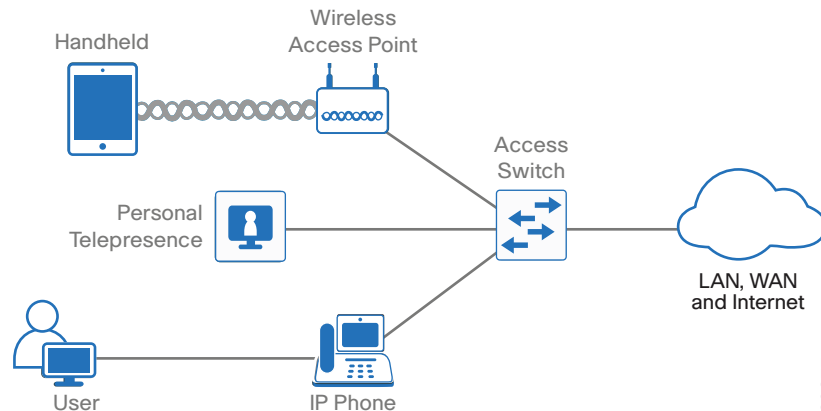 Handheld
Wireless
Access Point
Access
Switch
Personal
Telepresence
LAN, WAN
and Internet
User
IP Phone